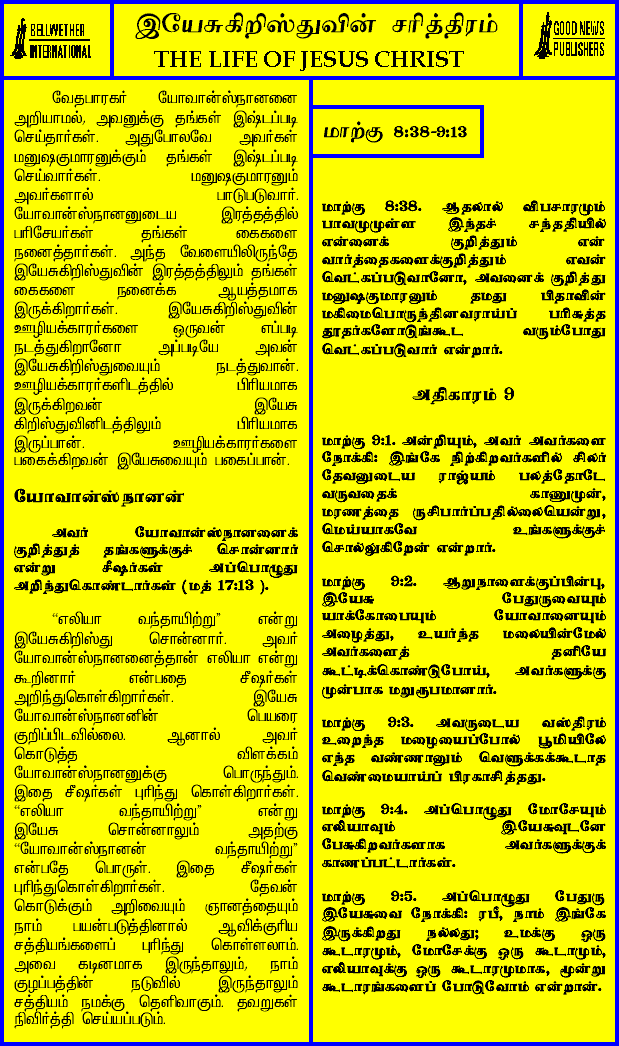 BELLWETHER
INTERNATIONAL
இயேசுகிறிஸ்துவின் சரித்திரம்
THE LIFE OF JESUS CHRIST
GOOD NEWS
PUBLISHERS
வேதபாரகர் யோவான்ஸ்நானனை
அறியாமல், அவனுக்கு தங்கள் இஷ்டப்படி
செய்தார்கள். அதுபோலவே அவர்கள்
மனுஷகுமாரனுக்கும் தங்கள் இஷ்டப்படி
செய்வார்கள். மனுஷகுமாரனும்
அவர்களால் பாடுபடுவார்.
யோவான்ஸ்நானனுடைய இரத்தத்தில்
பரிசேயர்கள் தங்கள் கைகளை
நனைத்தார்கள். அந்த வேளையிலிருந்தே
இயேசுகிறிஸ்துவின் இரத்தத்திலும் தங்கள்
கைகளை நனைக்க ஆயத்தமாக
இருக்கிறார்கள். இயேசுகிறிஸ்துவின்
ஊழியக்காரர்களை ஒருவன் எப்படி
நடத்துகிறானோ அப்படியே அவன்
இயேசுகிறிஸ்துவையும் நடத்துவான்.
ஊழியக்காரர்களிடத்தில் பிரியமாக
இருக்கிறவன் இயேசு
கிறிஸ்துவினிடத்திலும் பிரியமாக
இருப்பான். ஊழியக்காரர்களை
பகைக்கிறவன் இயேசுவையும் பகைப்பான்.
யோவான்ஸ்நானன்
அவர் யோவான்ஸ்நானனைக்
குறித்துத் தங்களுக்குச் சொன்னார்
என்று சீஷர்கள் அப்பொழுது
அறிந்துகொண்டார்கள் (மத் 17:13 ).
“எலியா வந்தாயிற்று” என்று
இயேசுகிறிஸ்து சொன்னார். அவர்
யோவான்ஸ்நானனைத்தான் எலியா என்று
கூறினார் என்பதை சீஷர்கள்
அறிந்துகொள்கிறார்கள். இயேசு
யோவான்ஸ்நானனின் பெயரை
குறிப்பிடவில்லை. ஆனால் அவர்
கொடுத்த விளக்கம்
யோவான்ஸ்நானனுக்கு பொருந்தும்.
இதை சீஷர்கள் புரிந்து கொள்கிறார்கள்.
“எலியா வந்தாயிற்று” என்று
இயேசு சொன்னாலும் அதற்கு
“யோவான்ஸ்நானன் வந்தாயிற்று”
என்பதே பொருள். இதை சீஷர்கள்
புரிந்துகொள்கிறார்கள். தேவன்
கொடுக்கும் அறிவையும் ஞானத்தையும்
நாம் பயன்படுத்தினால் ஆவிக்குரிய
சத்தியங்களைப் புரிந்து கொள்ளலாம்.
அவை கடினமாக இருந்தாலும், நாம்
குழப்பத்தின் நடுவில் இருந்தாலும்
சத்தியம் நமக்கு தெளிவாகும். தவறுகள்
நிவிர்த்தி செய்யப்படும்.
மாற்கு 8:38-9:13
மாற்கு 8:38. ஆதலால் விபசாரமும்
பாவமுமுள்ள இந்தச் சந்ததியில்
என்னைக் குறித்தும் என்
வார்த்தைகளைக்குறித்தும் எவன்
வெட்கப்படுவானோ, அவனைக் குறித்து
மனுஷகுமாரனும் தமது பிதாவின்
மகிமைபொருந்தினவராய்ப் பரிசுத்த
தூதர்களோடுங்கூட வரும்போது
வெட்கப்படுவார் என்றார்.
அதிகாரம் 9
மாற்கு 9:1. அன்றியும், அவர் அவர்களை
நோக்கி: இங்கே நிற்கிறவர்களில் சிலர்
தேவனுடைய ராஜ்யம் பலத்தோடே
வருவதைக் காணுமுன்,
மரணத்தை ருசிபார்ப்பதில்லையென்று,
மெய்யாகவே உங்களுக்குச்
சொல்லுகிறேன் என்றார்.
மாற்கு 9:2. ஆறுநாளைக்குப்பின்பு,
இயேசு பேதுருவையும்
யாக்கோபையும் யோவானையும்
அழைத்து, உயர்ந்த மலையின்மேல்
அவர்களைத் தனியே
கூட்டிக்கொண்டுபோய், அவர்களுக்கு
முன்பாக மறுரூபமானார்.
மாற்கு 9:3. அவருடைய வஸ்திரம்
உறைந்த மழையைப்போல் பூமியிலே
எந்த வண்ணானும் வெளுக்கக்கூடாத
வெண்மையாய்ப் பிரகாசித்தது.
மாற்கு 9:4. அப்பொழுது மோசேயும்
எலியாவும் இயேசுவுடனே
பேசுகிறவர்களாக அவர்களுக்குக்
காணப்பட்டார்கள்.
மாற்கு 9:5. அப்பொழுது பேதுரு
இயேசுவை நோக்கி: ரபீ, நாம் இங்கே
இருக்கிறது நல்லது; உமக்கு ஒரு
கூடாரமும், மோசேக்கு ஒரு கூடாமும்,
எலியாவுக்கு ஒரு கூடாரமுமாக, மூன்று
கூடாரங்களைப் போடுவோம் என்றான்.